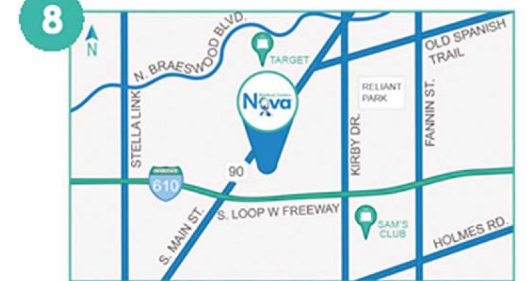 8
N
N. BRAESWOOD BLVD.
TARGET
OLD SPANISH
TRAIL
Nova
RELIANT
PARK
STELLA LINK
KIRBY DR.
FANNIN ST.
90
610
S. LOOP W FREEWAY
S. MAIN ST.
SAM'S
CLUB
HOLMES RD.